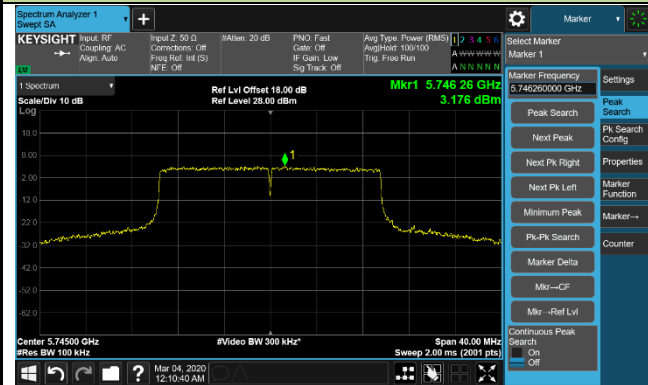 Spectrum Analyzer 1
Swept SA
Marker
KEYSIGHT Input: RF Input Z: 50 Ω #Atten: 20 dB PNO: Fast Avg Type: Power (RMS) 1 2 3 4 5 6
Coupling: AC Corrections: Off Gate: Off Avg|Hold: 100/100 A W W W W W
Align: Auto Freq Ref: Int (S) IF Gain: Low Trig: Free Run
NFE: Off Sig Track: Off A N N N N N
LXI
Select Marker
Marker 1
1 Spectrum
Ref Lvl Offset 18.00 dB
Mkr1 5.746 26 GHz
Scale/Div 10 dB
Ref Level 28.00 dBm
3.176 dBm
Log
18.0
8.00
-2.00
-12.0
-22.0
-32.0
-42.0
-52.0
-62.0
1
Center 5.74500 GHz
#Video BW 300 kHz*
Span 40.00 MHz
#Res BW 100 kHz
Sweep 2.00 ms (2001 pts)
Marker Frequency
5.746260000 GHz
Peak Search
Next Peak
Next Pk Right
Next Pk Left
Minimum Peak
Pk-Pk Search
Marker Delta
Mkr→CF
Mkr→Ref Lvl
Continuous Peak
Search
On
Off
Settings
Peak
Search
Pk Search
Config
Properties
Marker
Function
Marker→
Counter
?
Mar 04, 2020
12:10:40 AM